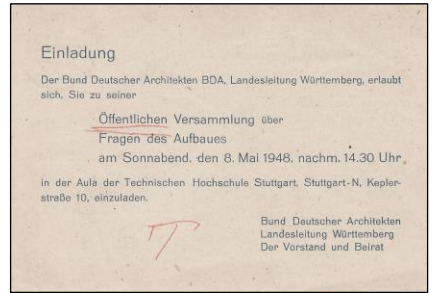 Einladung
Der Bund Deutscher Architekten BDA, Landesleitung Württemberg, erlaubt
sich, Sie zu seiner
Öffentlichen Versammlung über
Fragen des Aufbaues
am Sonnabend, den 8. Mai 1948, nachm. 14.30 Uhr
in der Aula der Technischen Hochschule Stuttgart, Stuttgart-N, Kepler-
straße 10, einzuladen.
Bund Deutscher Architekten
Landesleitung Württemberg
Der Vorstand und Beirat